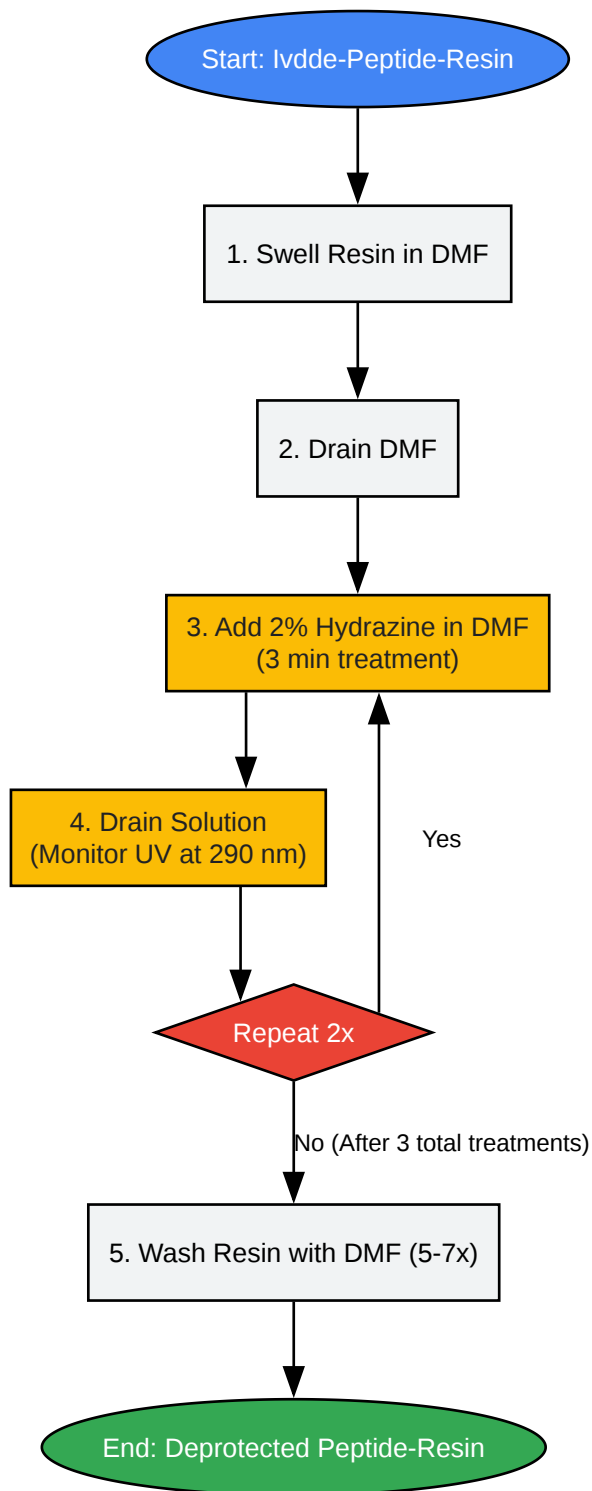 Start: Ivdde-Peptide-Resin
1. Swell Resin in DMF
2. Drain DMF
3. Add 2% Hydrazine in DMF
(3 min treatment)
4. Drain Solution
(Monitor UV at 290 nm)
Yes
Repeat 2x
No (After 3 total treatments)
5. Wash Resin with DMF (5-7x)
End: Deprotected Peptide-Resin